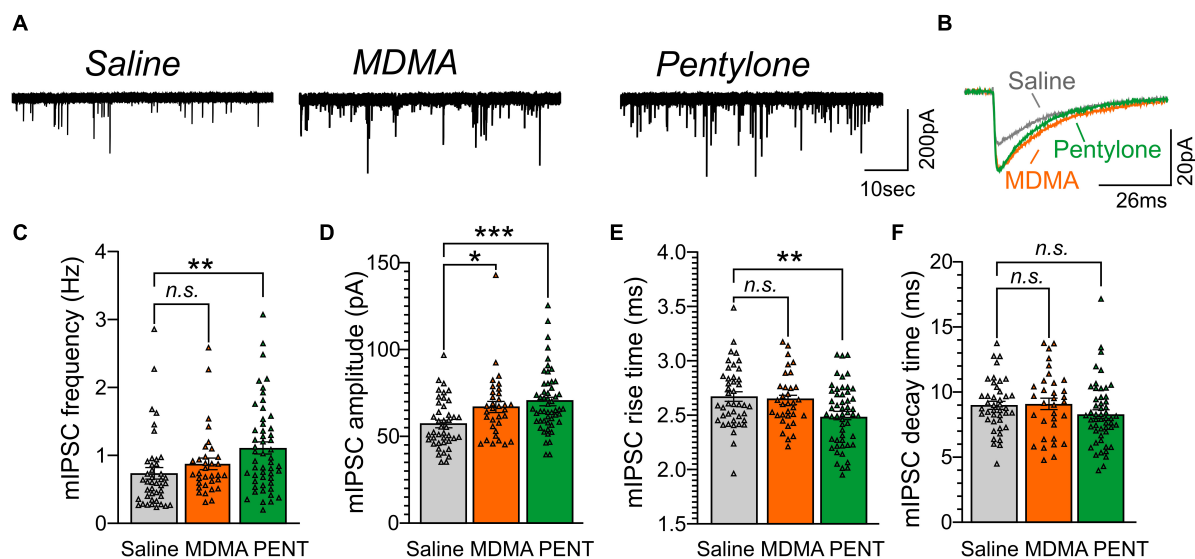 A
B
Saline
MDMA
Pentylone
200pA
10sec
Saline
Pentylone
MDMA
20pA
26ms
C
mIPSC frequency (Hz)
4
3
2
1
0
**
n.s.
Saline MDMA PENT
D
mIPSC amplitude (pA)
150
100
50
0
***
*
Saline MDMA PENT
E
mIPSC rise time (ms)
4.0
3.5
3.0
2.5
2.0
1.5
**
n.s.
Saline MDMA PENT
F
mIPSC decay time (ms)
20
15
10
5
0
n.s.
n.s.
Saline MDMA PENT